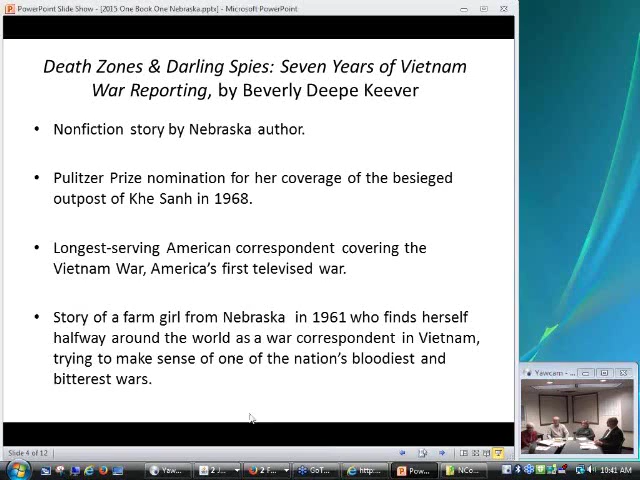 PowerPoint Slide Show - [2015 One Book One Nebraska.pptx] - Microsoft PowerPoint
Death Zones & Darling Spies: Seven Years of Vietnam
War Reporting, by Beverly Deepe Keever
• Nonfiction story by Nebraska author.
• Pulitzer Prize nomination for her coverage of the besieged
outpost of Khe Sanh in 1968.
• Longest-serving American correspondent covering the
Vietnam War, America's first televised war.
• Story of a farm girl from Nebraska in 1961 who finds herself
halfway around the world as a war correspondent in Vietnam,
trying to make sense of one of the nation's bloodiest and
bitterest wars.
Yawcam -
Slide 4 of 12
Yaw...
2 J...
2 F...
GoT...
http:...
Pow...
NCo...
10:41 AM